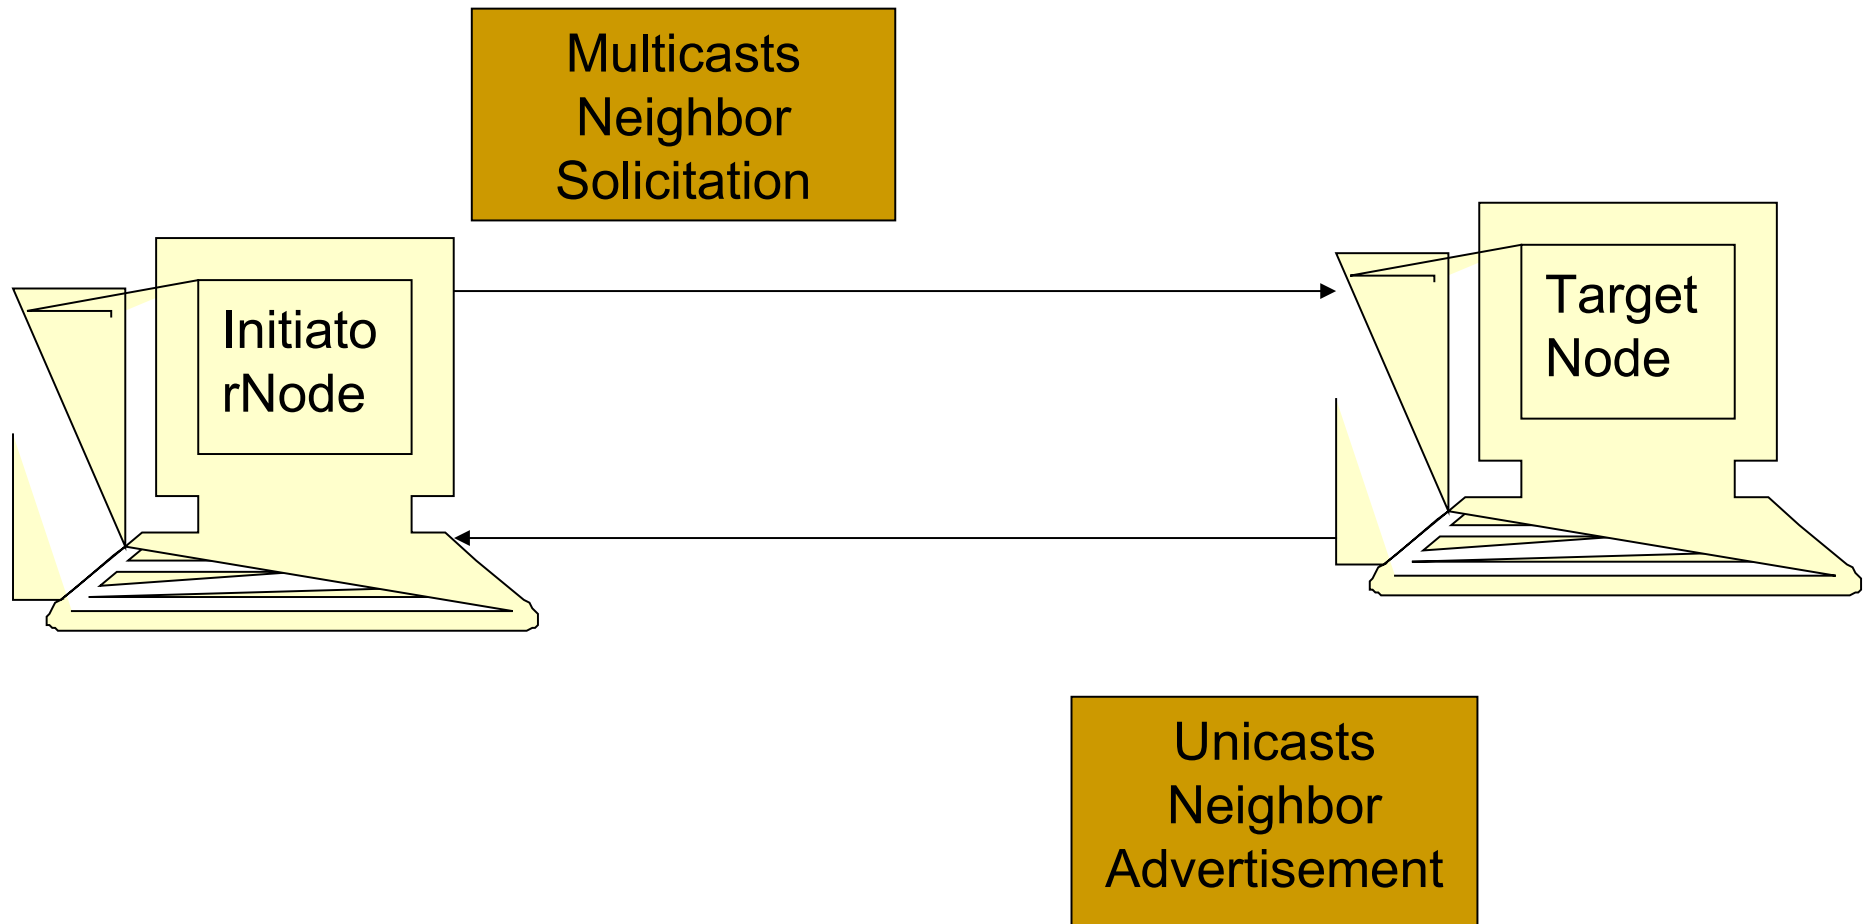 Multicasts
Neighbor
Solicitation
Initiato
rNode
Target
Node
Unicasts
Neighbor
Advertisement